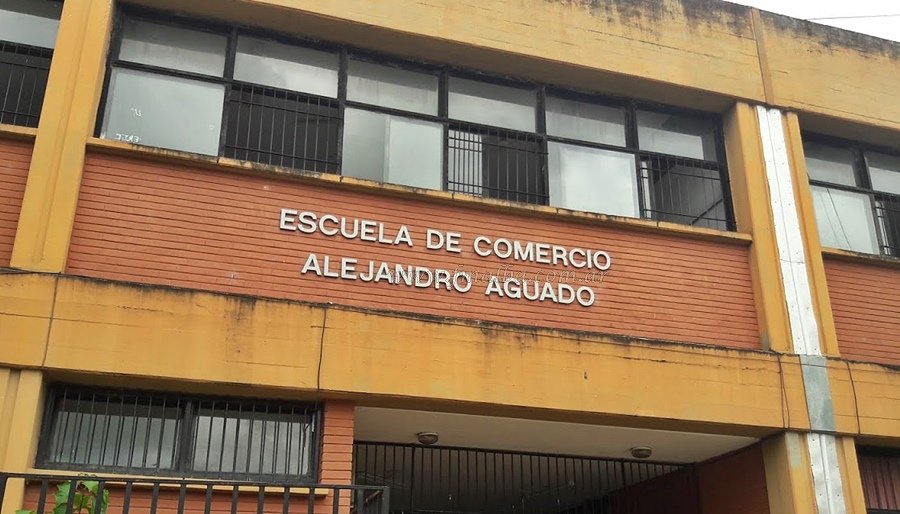 ESCUELA DE COMERCIO
ALEJANDRO AGUADO